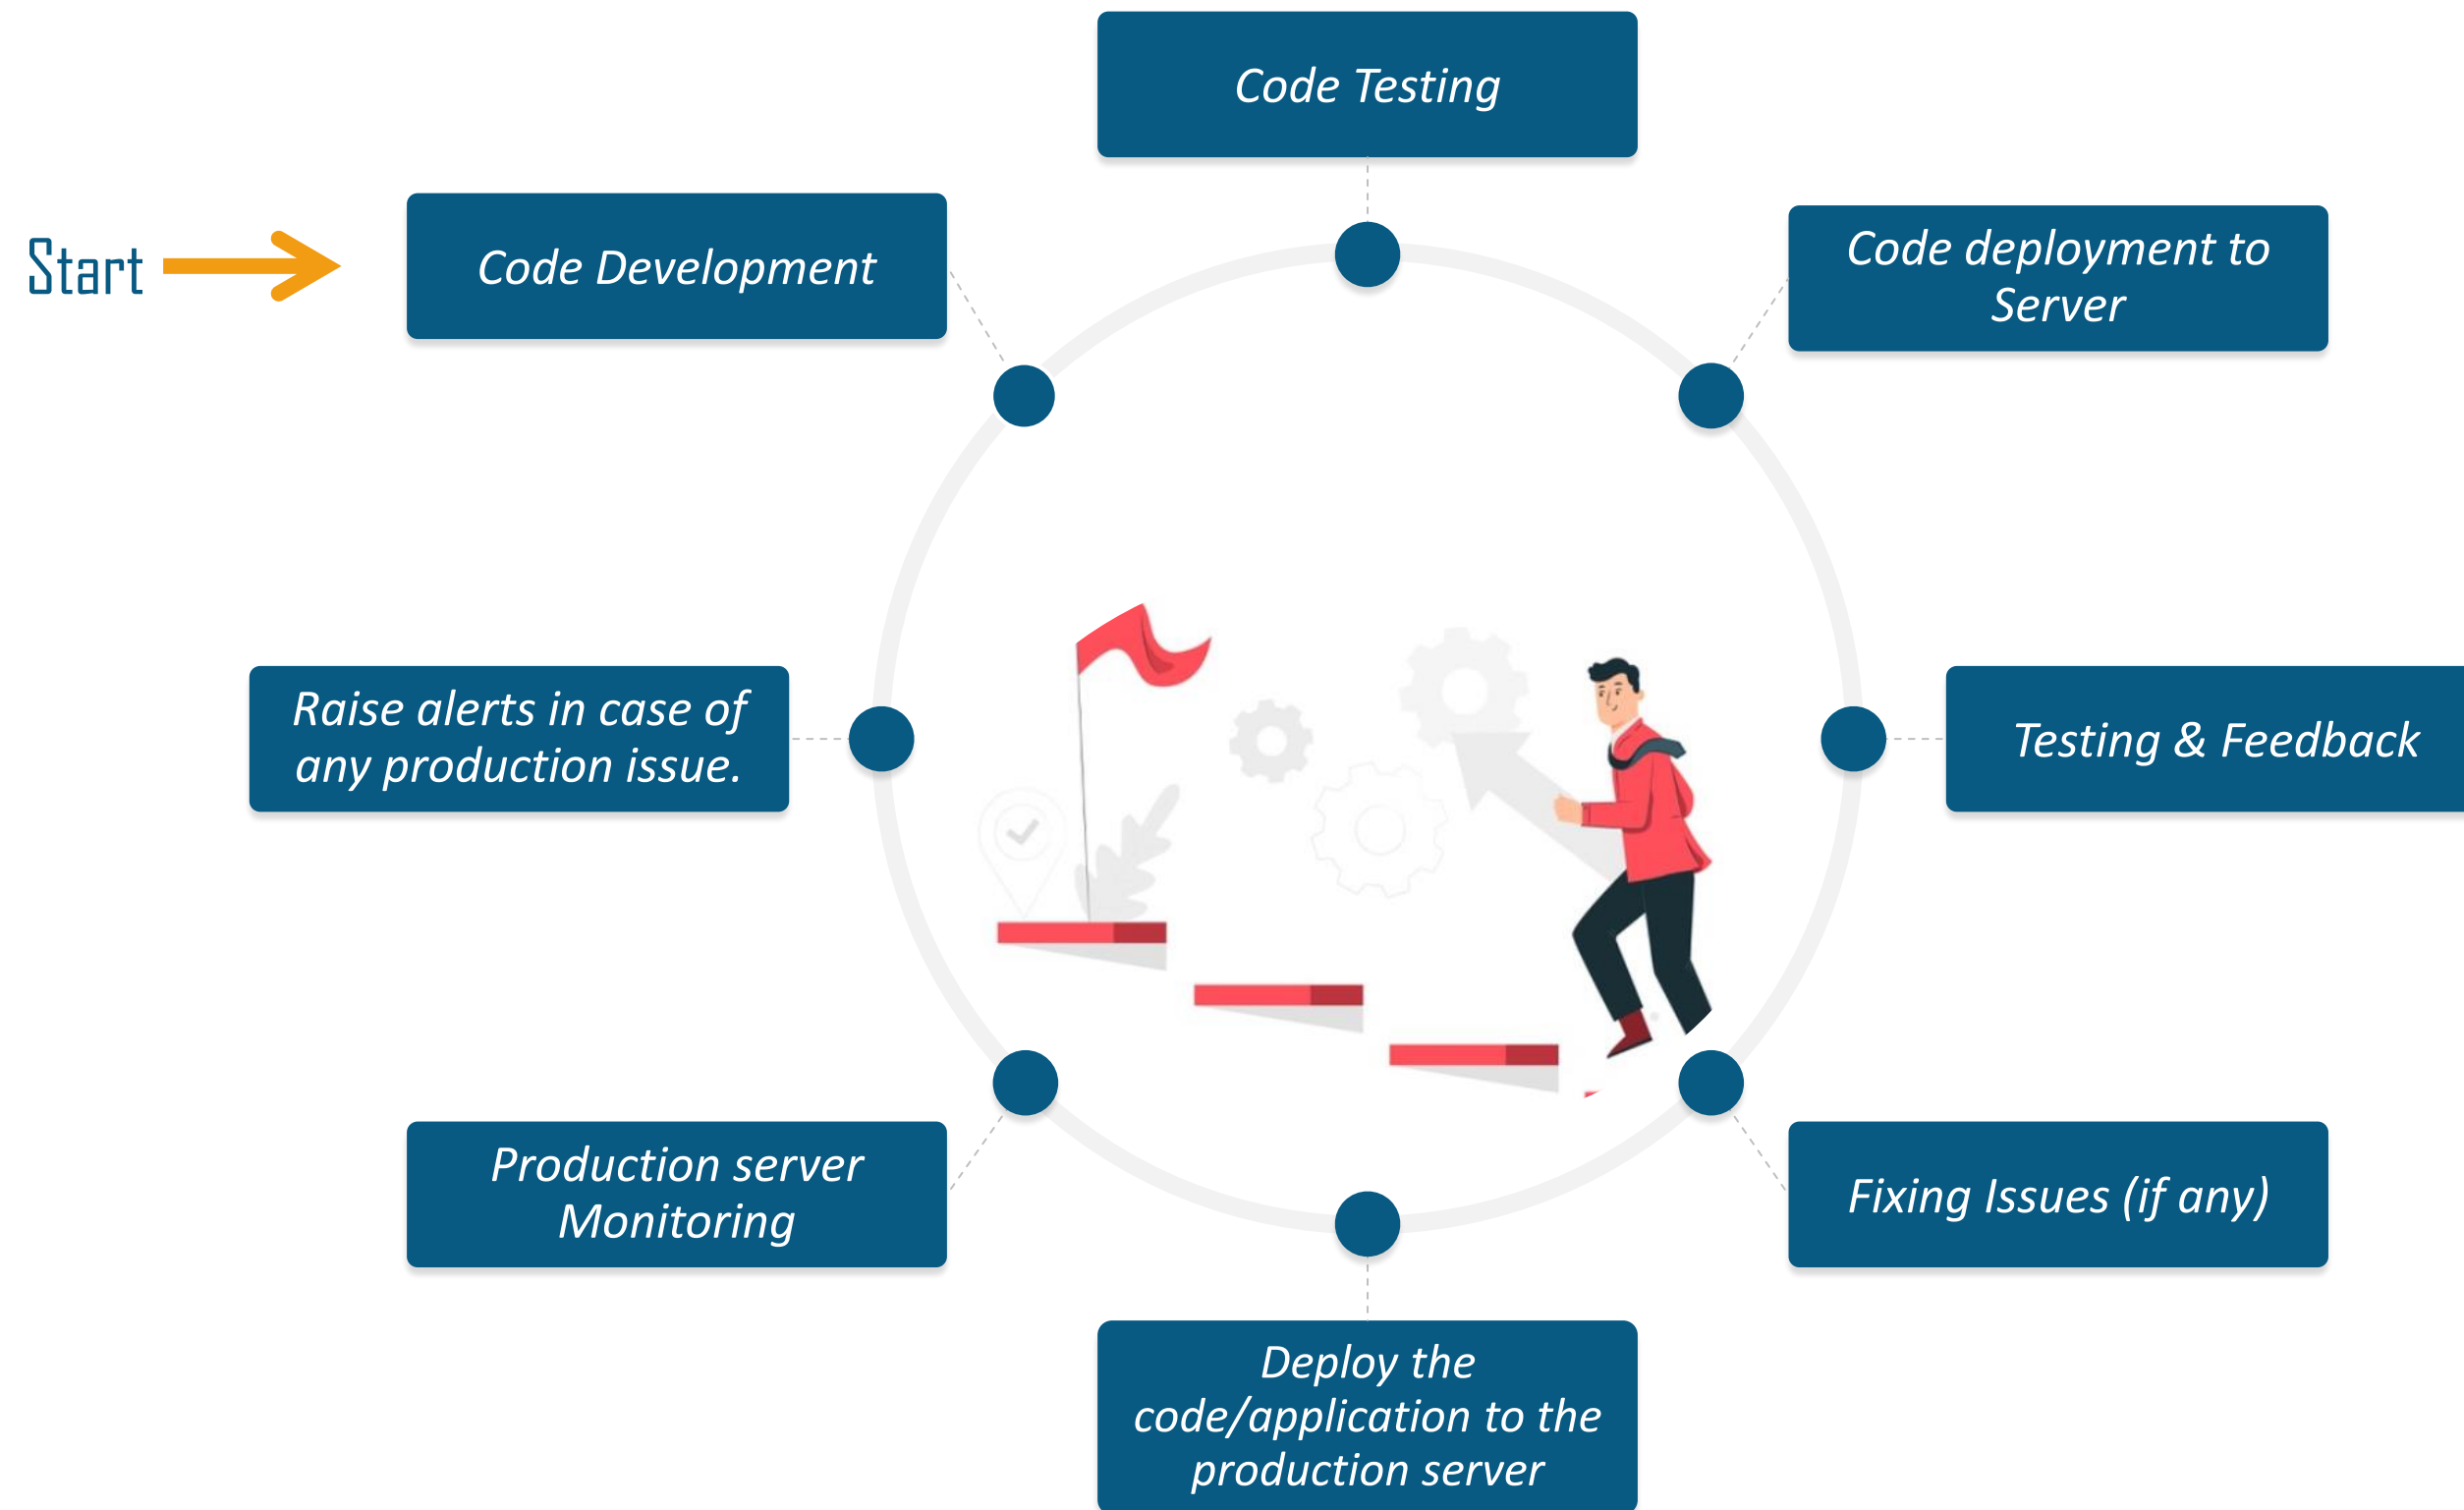 Start
Code Development
Code Testing
Code deployment to
Server
Testing & Feedback
Fixing Issues (if any)
Deploy the
code/application to the
production server
Production server
Monitoring
Raise alerts in case of
any production issue.